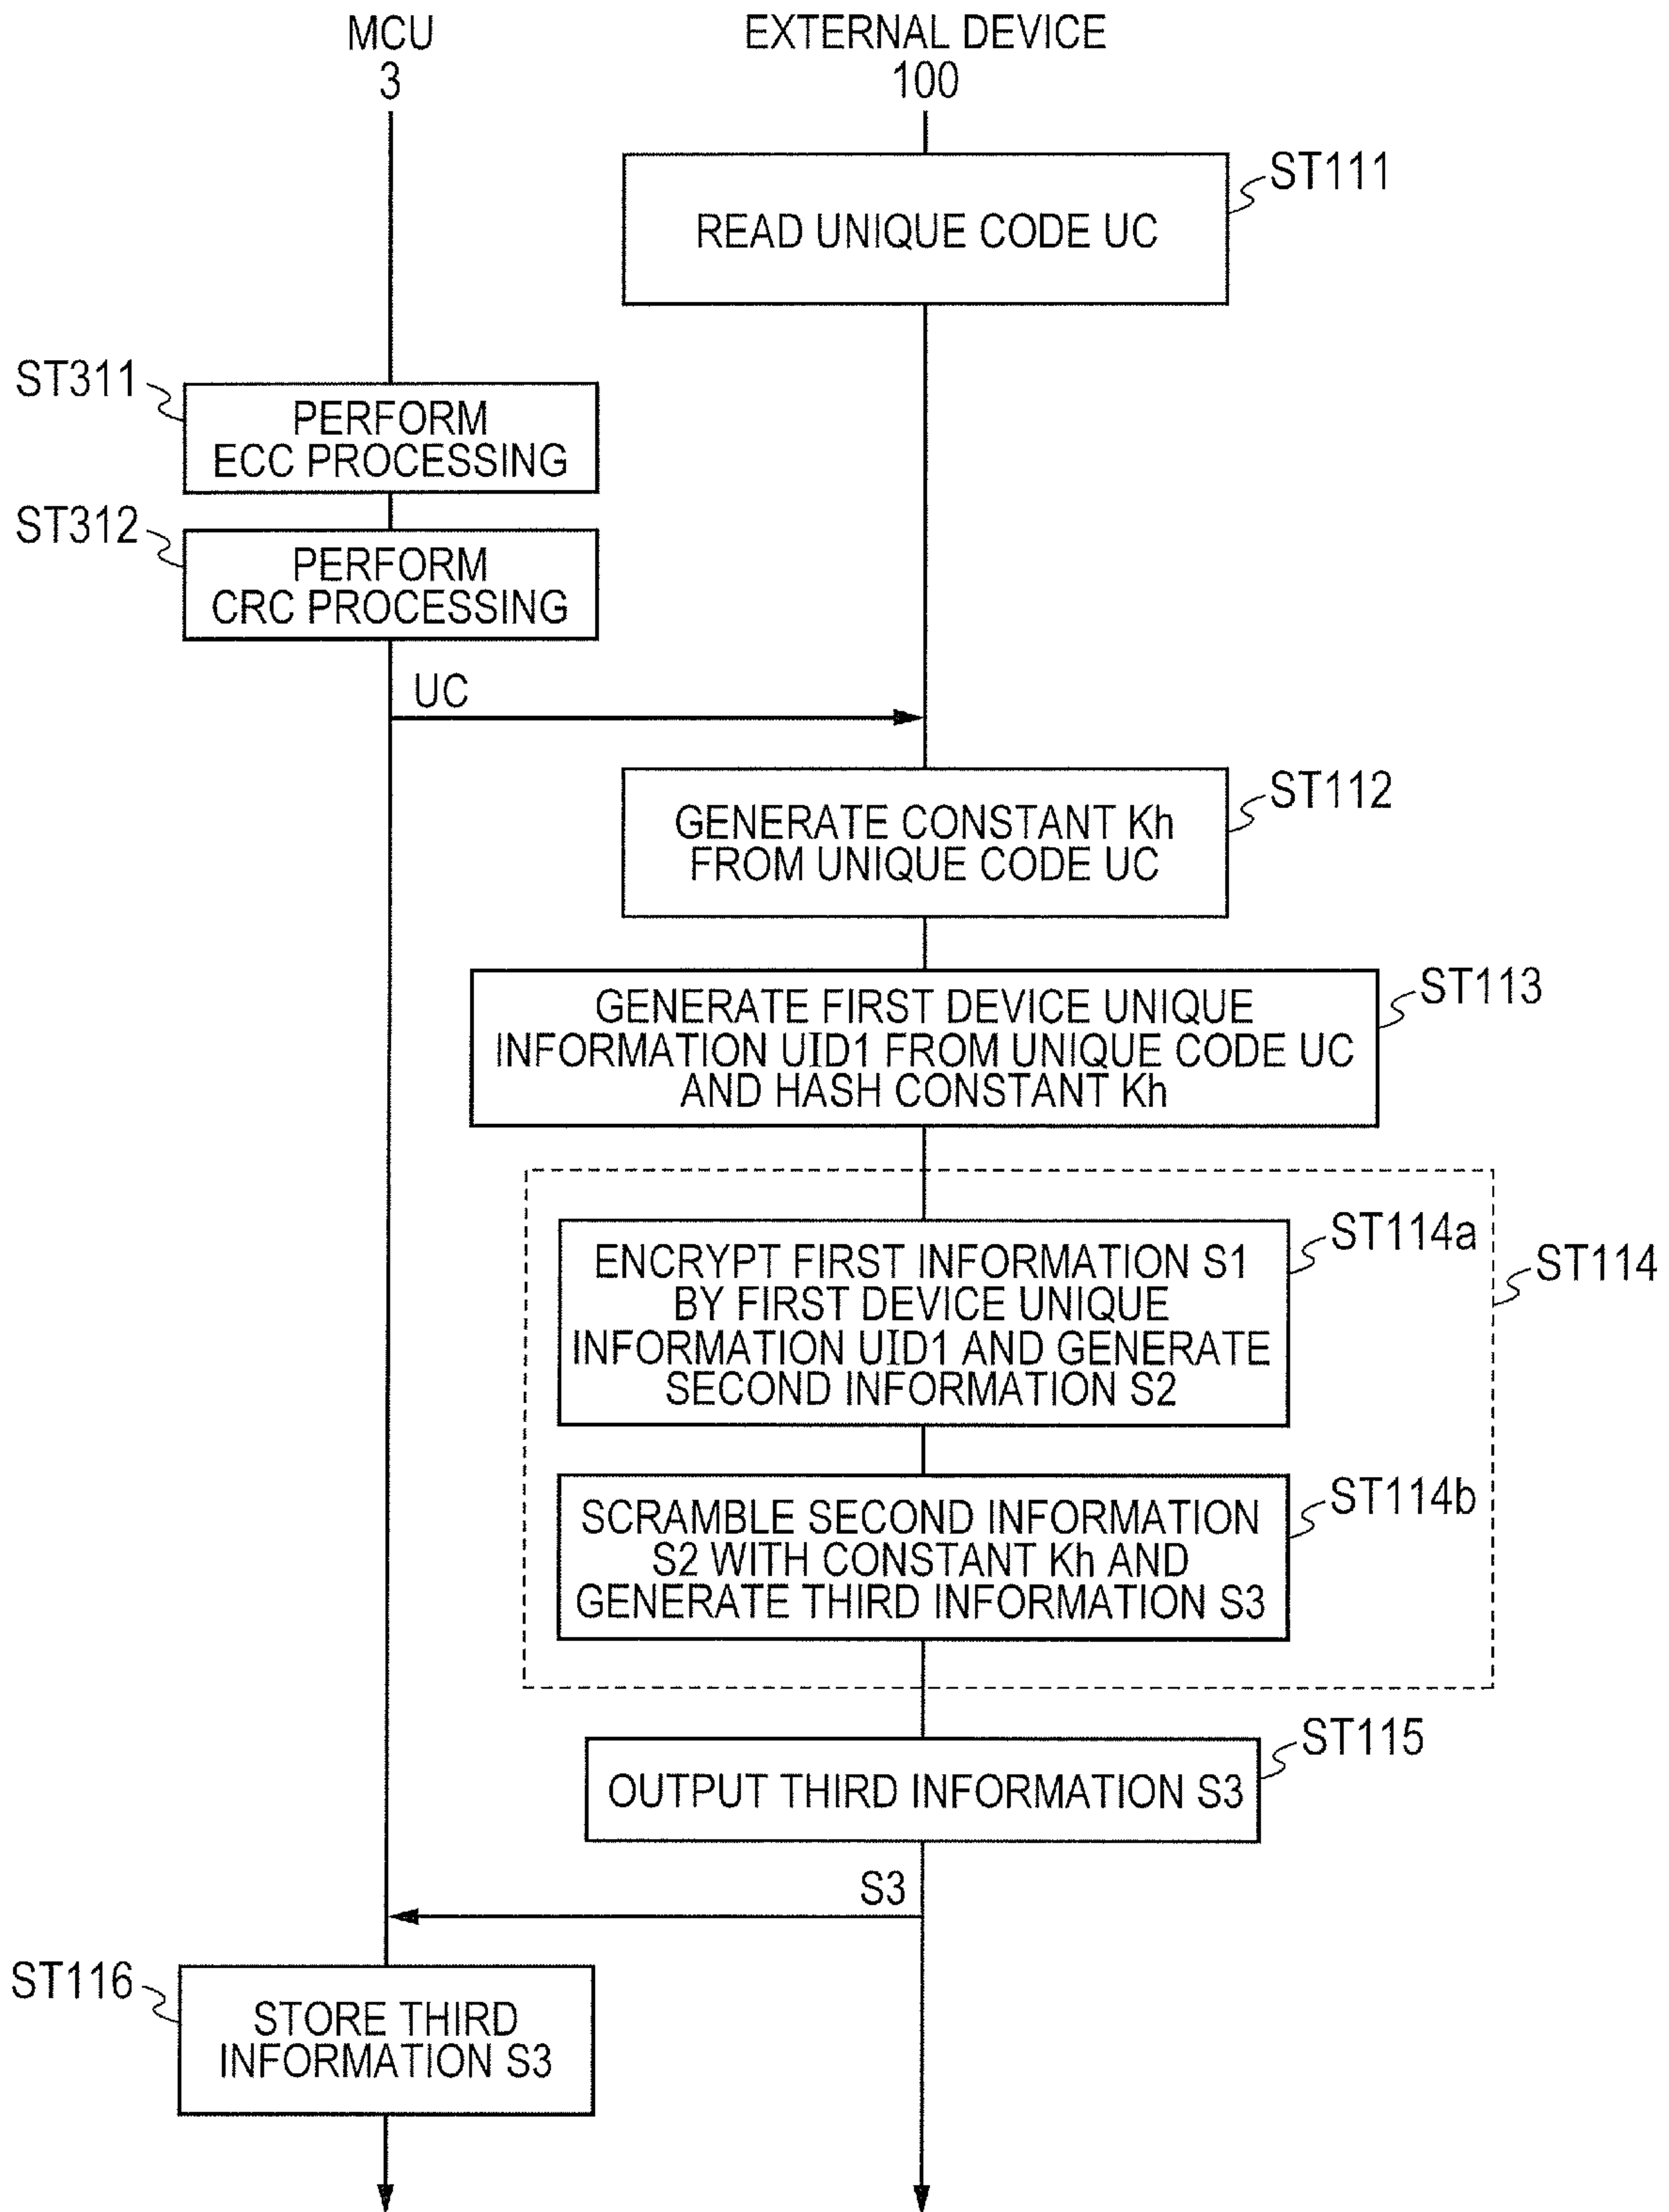 MCU
3
EXTERNAL DEVICE
100
ST111
READ UNIQUE CODE UC
ST311
PERFORM
ECC PROCESSING
ST312
PERFORM
CRC PROCESSING
UC
ST112
GENERATE CONSTANT Kh
FROM UNIQUE CODE UC
ST113
GENERATE FIRST DEVICE UNIQUE
INFORMATION UID1 FROM UNIQUE CODE UC
AND HASH CONSTANT Kh
ST114a
ST114
ENCRYPT FIRST INFORMATION S1
BY FIRST DEVICE UNIQUE
INFORMATION UID1 AND GENERATE
SECOND INFORMATION S2
ST114b
SCRAMBLE SECOND INFORMATION
S2 WITH CONSTANT Kh AND
GENERATE THIRD INFORMATION S3
ST115
OUTPUT THIRD INFORMATION S3
S3
ST116
STORE THIRD
INFORMATION S3